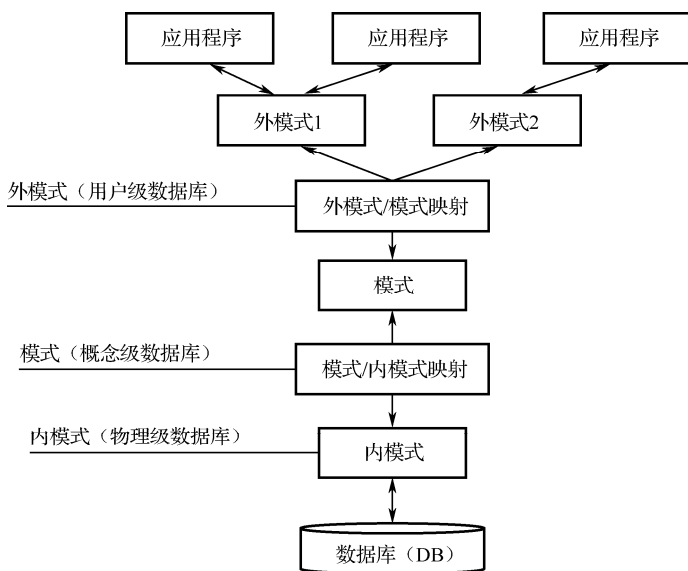 应用程序 应用程序 应用程序
外模式1 外模式2
外模式（用户级数据库）
外模式/模式映射
模式
模式（概念级数据库）
模式/内模式映射
内模式（物理级数据库）
内模式
数据库（DB）